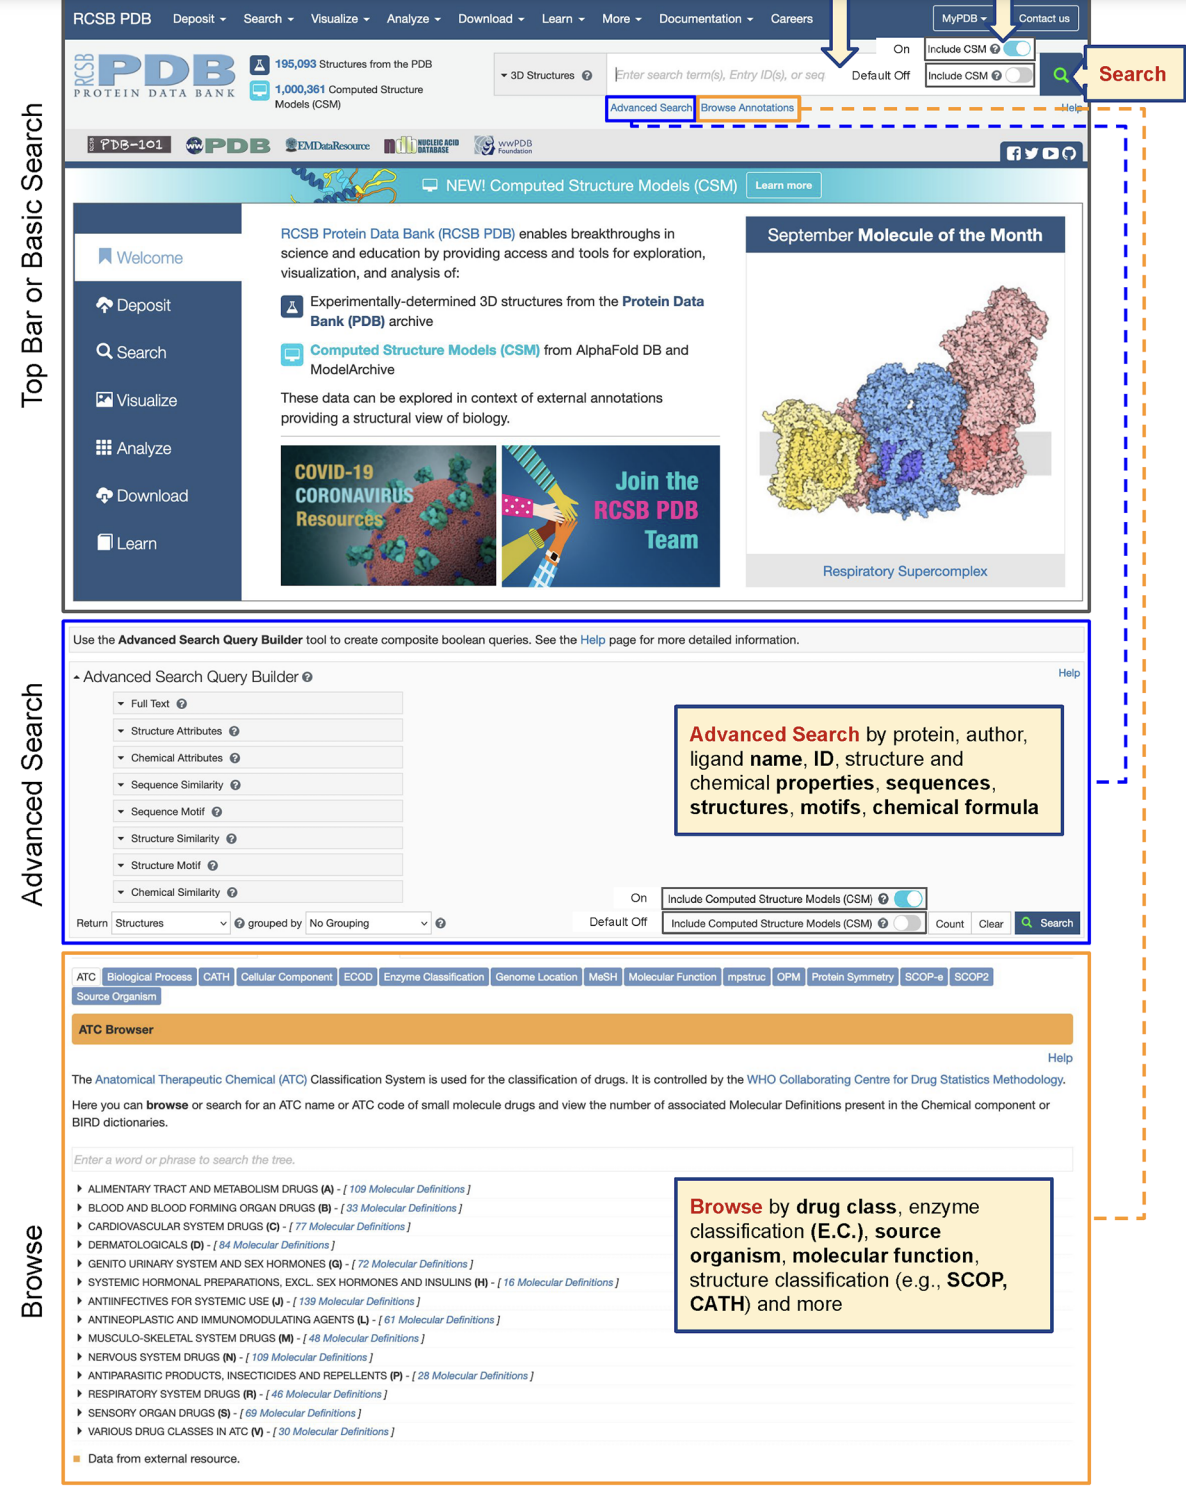 RCSB PDB Deposit Search Visualize Analyze Download Learn More Documentation Careers MyPDB Contact us
RCSB PDB
PROTEIN DATA BANK
195,093 Structures from the PDB
1,000,361 Computed Structure
Models (CSM)
3D Structures ? Enter search term(s), Entry ID(s), or seq
On Include CSM ?
Default Off Include CSM ?
Search
Advanced Search Browse Annotations Help
PDB-101 wwPDB EMDataResource NUCLEIC ACID DATABASE wwPDB Foundation
NEW! Computed Structure Models (CSM) Learn more
Top Bar or Basic Search
Welcome
Deposit
Search
Visualize
Analyze
Download
Learn
RCSB Protein Data Bank (RCSB PDB) enables breakthroughs in
science and education by providing access and tools for exploration,
visualization, and analysis of:
Experimentally-determined 3D structures from the Protein Data
Bank (PDB) archive
Computed Structure Models (CSM) from AlphaFold DB and
ModelArchive
These data can be explored in context of external annotations
providing a structural view of biology.
COVID-19
CORONAVIRUS
Resources
Join the
RCSB PDB
Team
September Molecule of the Month
Respiratory Supercomplex
Advanced Search
Use the Advanced Search Query Builder tool to create composite boolean queries. See the Help page for more detailed information.
Advanced Search Query Builder ? Help
Full Text ?
Structure Attributes ?
Chemical Attributes ?
Sequence Similarity ?
Sequence Motif ?
Structure Similarity ?
Structure Motif ?
Chemical Similarity ?
Advanced Search by protein, author,
ligand name, ID, structure and
chemical properties, sequences,
structures, motifs, chemical formula
On Include Computed Structure Models (CSM) ?
Return Structures ? grouped by No Grouping ? Default Off Include Computed Structure Models (CSM) ? Count Clear Search
Browse
ATC Biological Process CATH Cellular Component ECOD Enzyme Classification Genome Location MeSH Molecular Function mpstruc OPM Protein Symmetry SCOP-e SCOP2
Source Organism
ATC Browser
Help
The Anatomical Therapeutic Chemical (ATC) Classification System is used for the classification of drugs. It is controlled by the WHO Collaborating Centre for Drug Statistics Methodology.
Here you can browse or search for an ATC name or ATC code of small molecule drugs and view the number of associated Molecular Definitions present in the Chemical component or
BIRD dictionaries.
Enter a word or phrase to search the tree.
ALIMENTARY TRACT AND METABOLISM DRUGS (A) - [ 109 Molecular Definitions ]
BLOOD AND BLOOD FORMING ORGAN DRUGS (B) - [ 33 Molecular Definitions ]
CARDIOVASCULAR SYSTEM DRUGS (C) - [ 77 Molecular Definitions ]
DERMATOLOGICALS (D) - [ 84 Molecular Definitions ]
GENITO URINARY SYSTEM AND SEX HORMONES (G) - [ 72 Molecular Definitions ]
SYSTEMIC HORMONAL PREPARATIONS, EXCL. SEX HORMONES AND INSULINS (H) - [ 16 Molecular Definitions ]
ANTIINFECTIVES FOR SYSTEMIC USE (J) - [ 139 Molecular Definitions ]
ANTINEOPLASTIC AND IMMUNOMODULATING AGENTS (L) - [ 61 Molecular Definitions ]
MUSCULO-SKELETAL SYSTEM DRUGS (M) - [ 48 Molecular Definitions ]
NERVOUS SYSTEM DRUGS (N) - [ 109 Molecular Definitions ]
ANTIPARASITIC PRODUCTS, INSECTICIDES AND REPELLENTS (P) - [ 28 Molecular Definitions ]
RESPIRATORY SYSTEM DRUGS (R) - [ 46 Molecular Definitions ]
SENSORY ORGAN DRUGS (S) - [ 69 Molecular Definitions ]
VARIOUS DRUG CLASSES IN ATC (V) - [ 30 Molecular Definitions ]
Data from external resource.
Browse by drug class, enzyme
classification (E.C.), source
organism, molecular function,
structure classification (e.g., SCOP,
CATH) and more